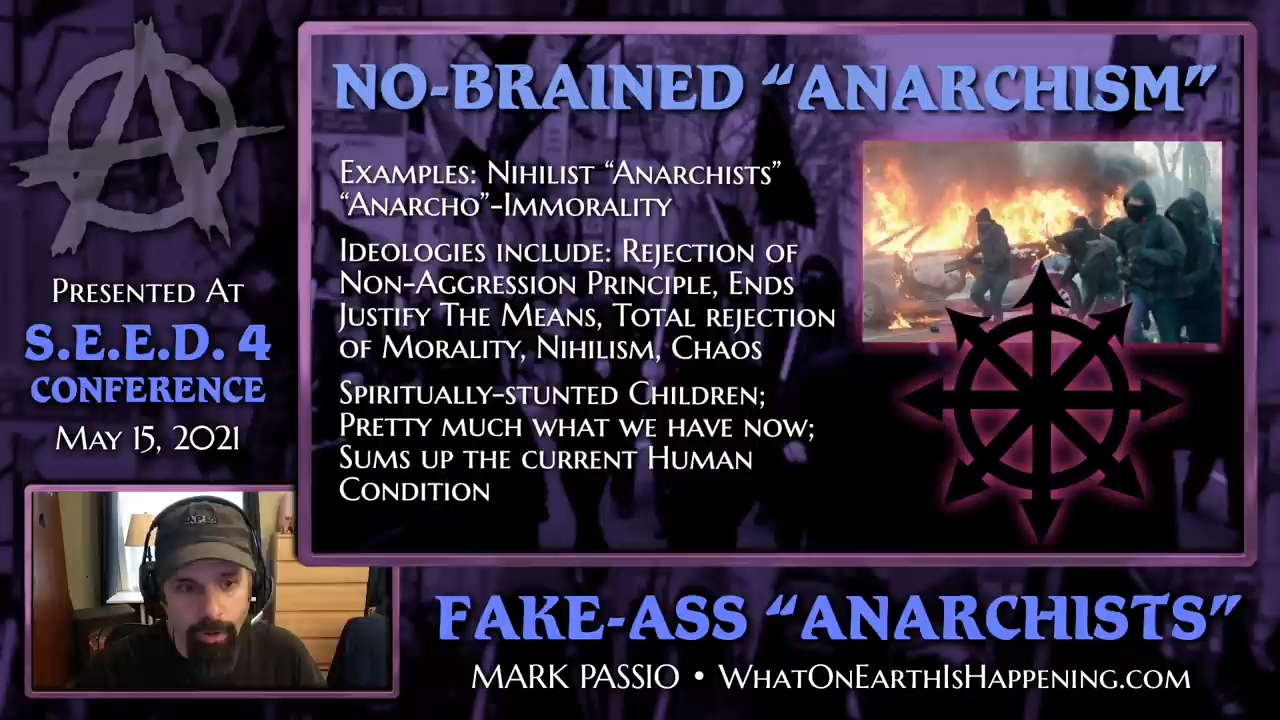 NO-BRAINED “ANARCHISM”
Examples: Nihilist “Anarchists”
“Anarcho”-Immorality
Ideologies include: Rejection of
Non-Aggression Principle, Ends
Justify The Means, Total rejection
of Morality, Nihilism, Chaos
Spiritually-stunted Children;
Pretty much what we have now;
Sums up the current Human
Condition
Presented At
S.E.E.D. 4
CONFERENCE
May 15, 2021
FAKE-ASS “ANARCHISTS”
MARK PASSIO • WhatOnEarthIsHappening.com